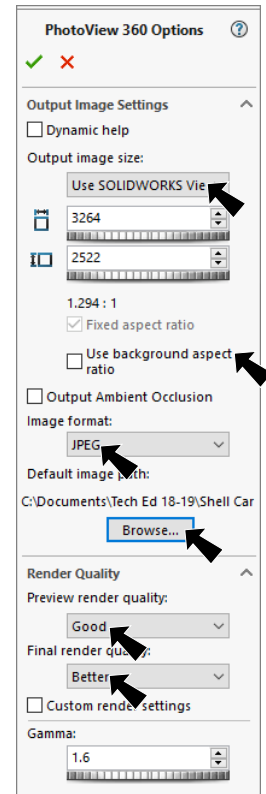 PhotoView 360 Options
Output Image Settings
Dynamic help
Output image size:
Use SOLIDWORKS Vie
3264
2522
1.294 : 1
Fixed aspect ratio
Use background aspect
ratio
Output Ambient Occlusion
Image format:
JPEG
Default image path:
C:\Documents\Tech Ed 18-19\Shell Car
Browse...
Render Quality
Preview render quality:
Good
Final render quality:
Better
Custom render settings
Gamma:
1.6